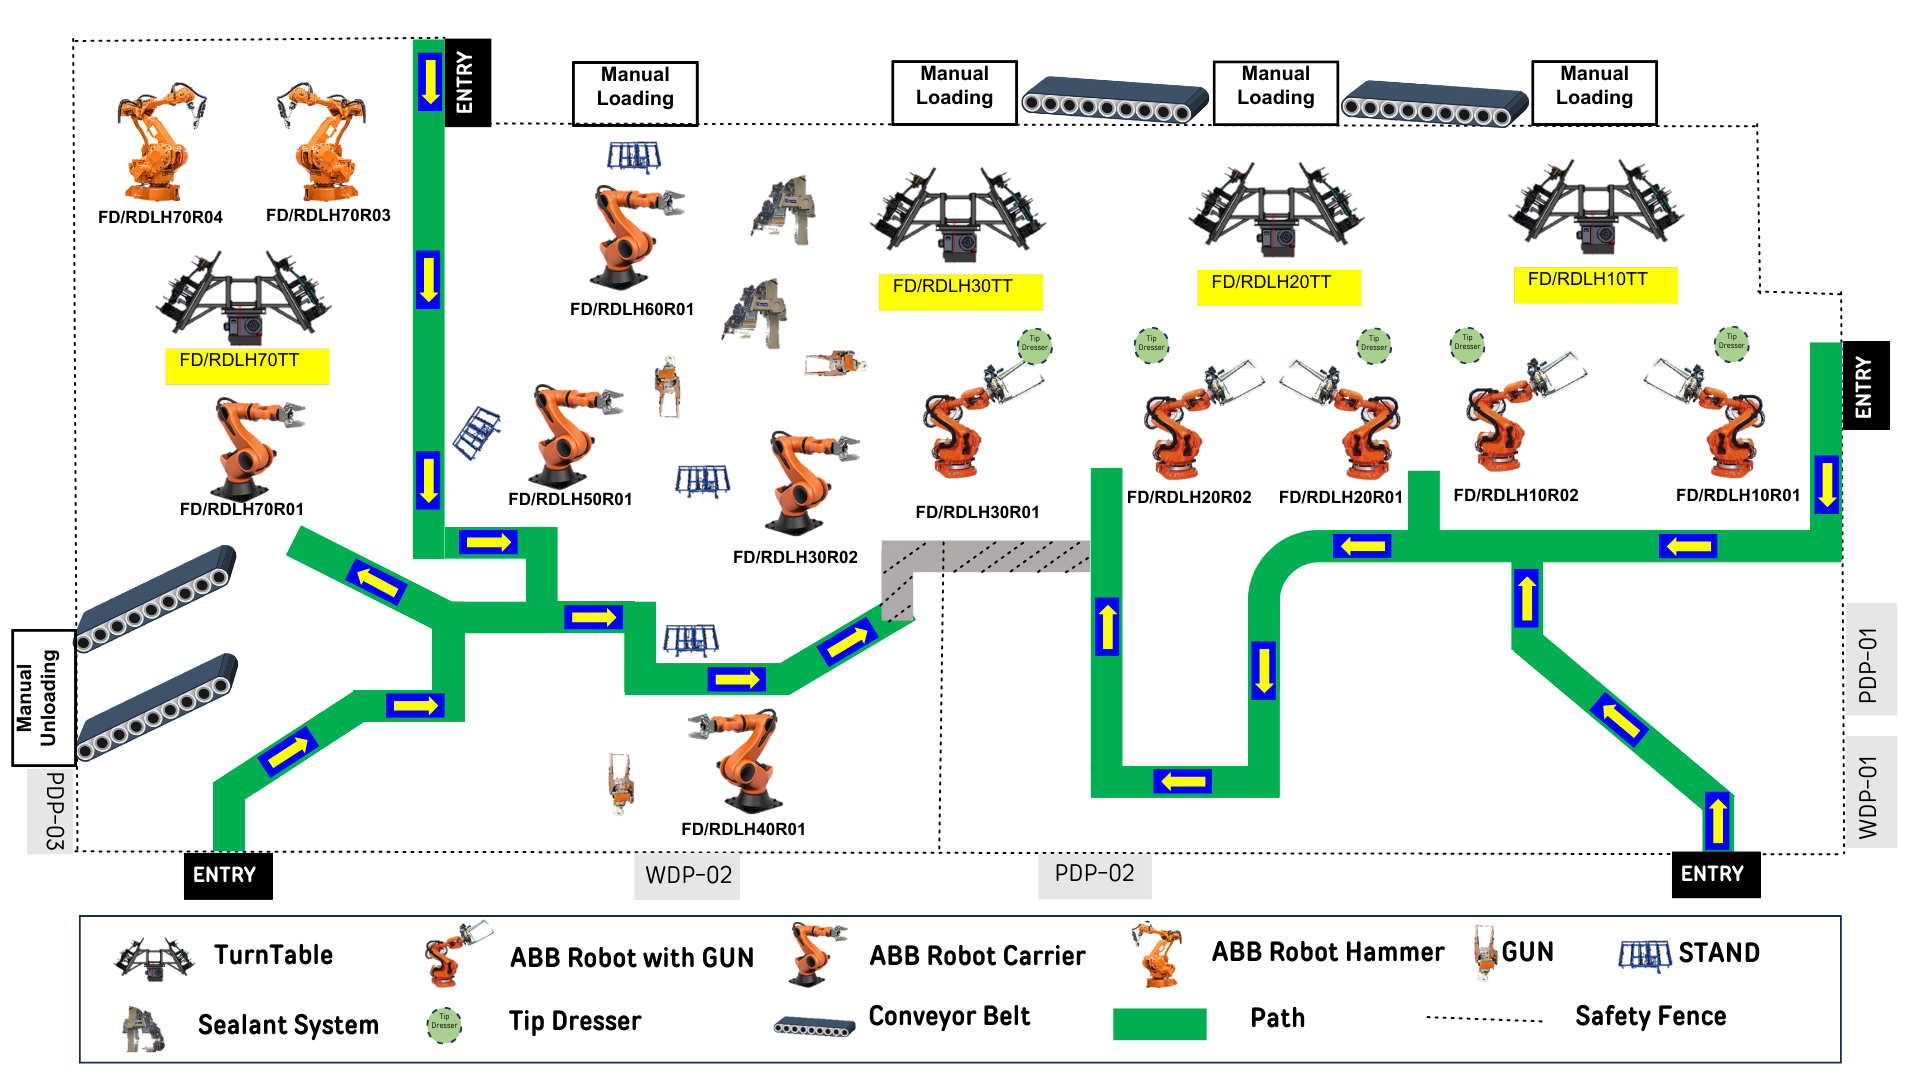 ENTRY
Manual
Loading
Manual
Loading
Manual
Loading
Manual
Loading
FD/RDLH70R04
FD/RDLH70R03
FD/RDLH60R01
FD/RDLH30TT
FD/RDLH20TT
FD/RDLH10TT
FD/RDLH70TT
Tip
Dresser
Tip
Dresser
Tip
Dresser
Tip
Dresser
Tip
Dresser
ENTRY
FD/RDLH70R01
FD/RDLH50R01
FD/RDLH30R02
FD/RDLH30R01
FD/RDLH20R02
FD/RDLH20R01
FD/RDLH10R02
FD/RDLH10R01
Manual
Unloading
PDP-01
WDP-01
PDP-03
FD/RDLH40R01
ENTRY
WDP-02
PDP-02
ENTRY
TurnTable
ABB Robot with GUN
ABB Robot Carrier
ABB Robot Hammer
GUN
STAND
Sealant System
Tip
Dresser
Tip Dresser
Conveyor Belt
Path
Safety Fence